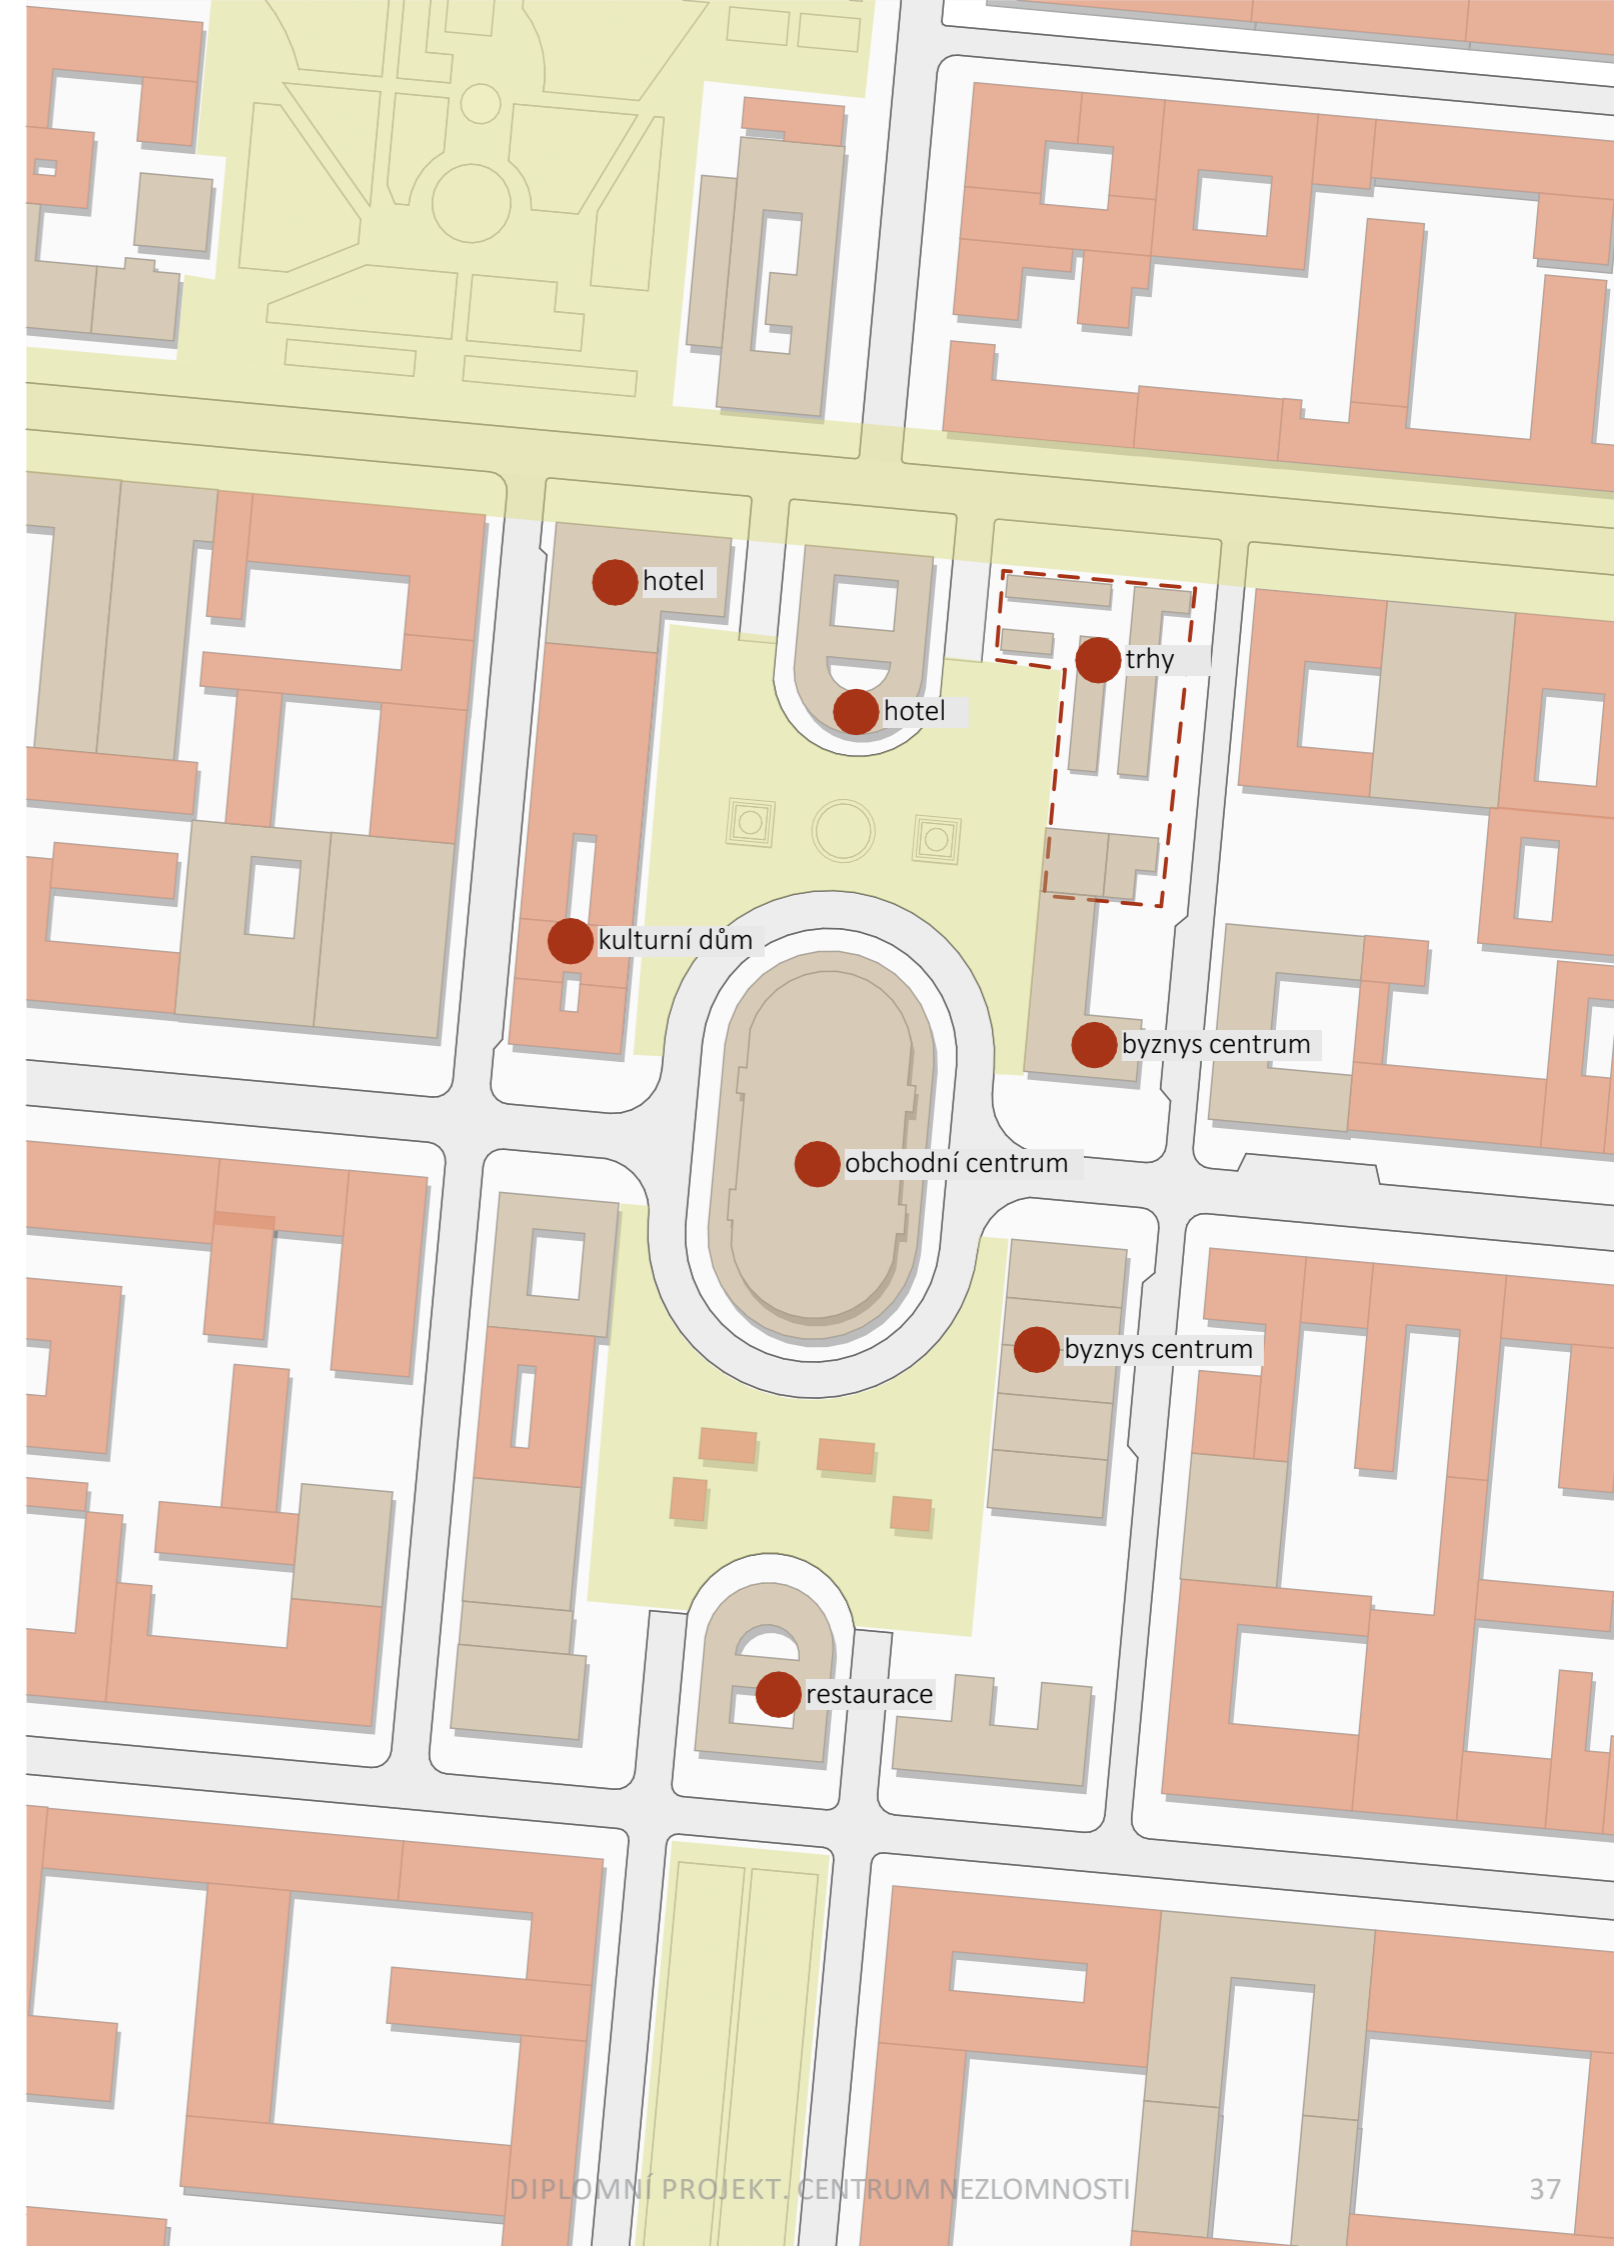 hotel
trhy
hotel
kulturní dům
byznys centrum
obchodní centrum
byznys centrum
restaurace
DIPLOMNÍ PROJEKT. CENTRUM NEZLOMNOSTI
37